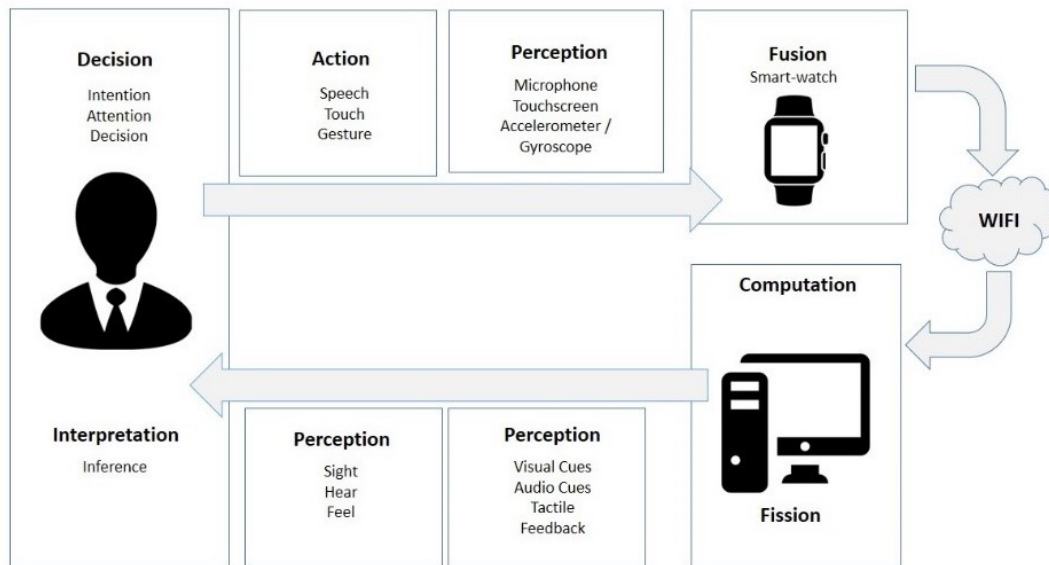 Decision
Intention
Attention
Decision
Action
Speech
Touch
Gesture
Perception
Microphone
Touchscreen
Accelerometer /
Gyroscope
Fusion
Smart-watch
WIFI
Computation
Fission
Perception
Visual Cues
Audio Cues
Tactile
Feedback
Perception
Sight
Hear
Feel
Interpretation
Inference